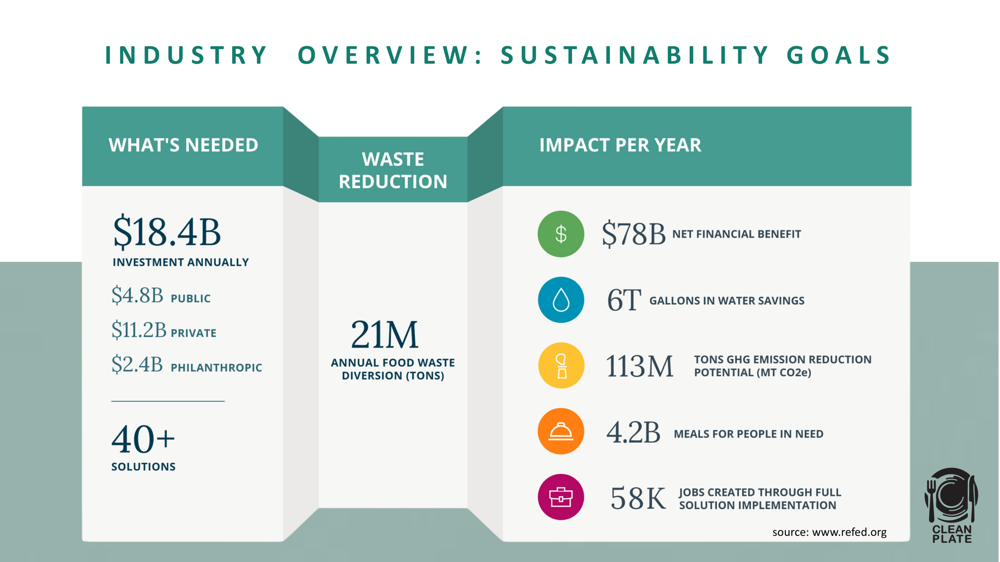 INDUSTRY OVERVIEW: SUSTAINABILITY GOALS
WHAT'S NEEDED
$18.4B
INVESTMENT ANNUALLY
$4.8B PUBLIC
$11.2B PRIVATE
$2.4B PHILANTHROPIC
40+
SOLUTIONS
WASTE
REDUCTION
21M
ANNUAL FOOD WASTE
DIVERSION (TONS)
IMPACT PER YEAR
$
$78B NET FINANCIAL BENEFIT
6T GALLONS IN WATER SAVINGS
113M TONS GHG EMISSION REDUCTION
POTENTIAL (MT CO2e)
4.2B MEALS FOR PEOPLE IN NEED
58K JOBS CREATED THROUGH FULL
SOLUTION IMPLEMENTATION
source: www.refed.org
CLEAN
PLATE